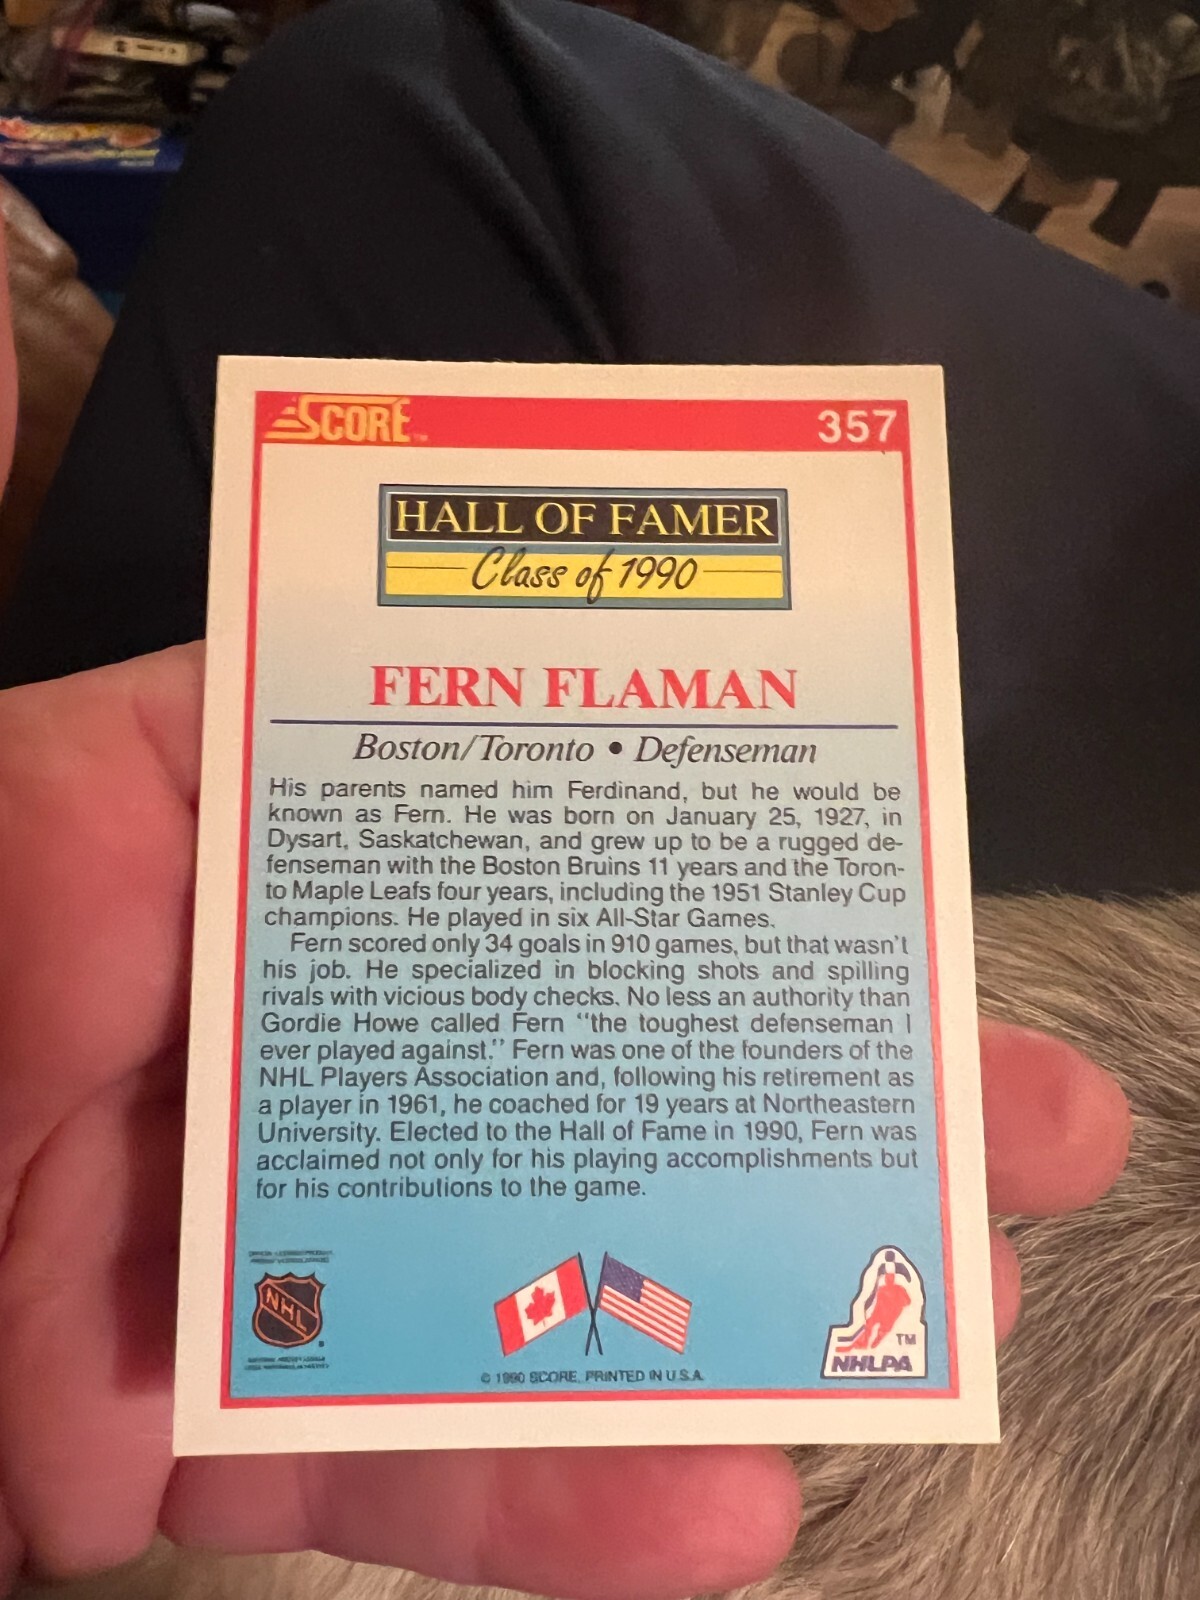 SCORE™
357
HALL OF FAMER
Class of 1990
FERN FLAMAN
Boston/Toronto • Defenseman
His parents named him Ferdinand, but he would be
known as Fern. He was born on January 25, 1927, in
Dysart, Saskatchewan, and grew up to be a rugged de-
fenseman with the Boston Bruins 11 years and the Toron-
to Maple Leafs four years, including the 1951 Stanley Cup
champions. He played in six All-Star Games.
Fern scored only 34 goals in 910 games, but that wasn't
his job. He specialized in blocking shots and spilling
rivals with vicious body checks. No less an authority than
Gordie Howe called Fern "the toughest defenseman I
ever played against." Fern was one of the founders of the
NHL Players Association and, following his retirement as
a player in 1961, he coached for 19 years at Northeastern
University. Elected to the Hall of Fame in 1990, Fern was
acclaimed not only for his playing accomplishments but
for his contributions to the game.
NHL
TM
NHLPA
© 1990 SCORE, PRINTED IN U.S.A.